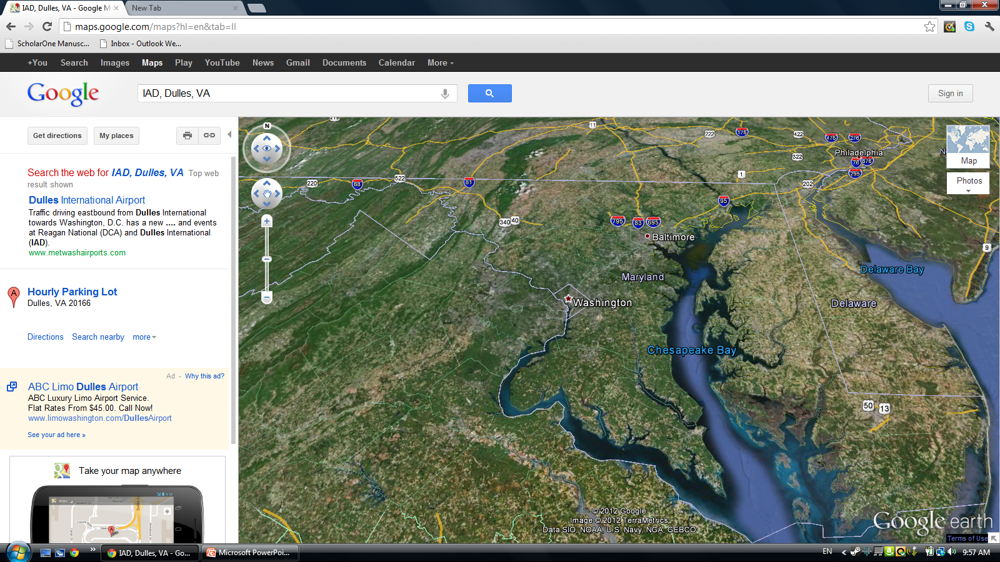 IAD, Dulles, VA - Google M
New Tab
maps.google.com/maps?hl=en&tab=ll
ScholarOne Manusc...
Inbox - Outlook We...
+You Search Images Maps Play YouTube News Gmail Documents Calendar More
Google
IAD, Dulles, VA
Sign in
Get directions
My places
Search the web for IAD, Dulles, VA Top web
result shown
Dulles International Airport
Traffic driving eastbound from Dulles International
towards Washington, D.C. has a new .... and events
at Reagan National (DCA) and Dulles International
(IAD).
www.metwashairports.com
A
Hourly Parking Lot
Dulles, VA 20166
Directions Search nearby more
Ad - Why this ad?
ABC Limo Dulles Airport
ABC Luxury Limo Airport Service.
Flat Rates From $45.00. Call Now!
www.limowashington.com/DullesAirport
See your ad here »
Take your map anywhere
Maps
A
N
219
11
222
176
422
476
276
Philadelphia
322
76
676
295
Map
Photos
1
202
220
68
522
81
95
340
40
795
83
695
Baltimore
9
Maryland
Delaware Bay
Washington
Delaware
Chesapeake Bay
50
13
© 2012 Google
Image © 2012 TerraMetrics
Data SIO, NOAA, U.S. Navy, NGA, GEBCO
Google earth
Terms of Use
IAD, Dulles, VA - Go...
Microsoft PowerPoi...
EN
9:57 AM